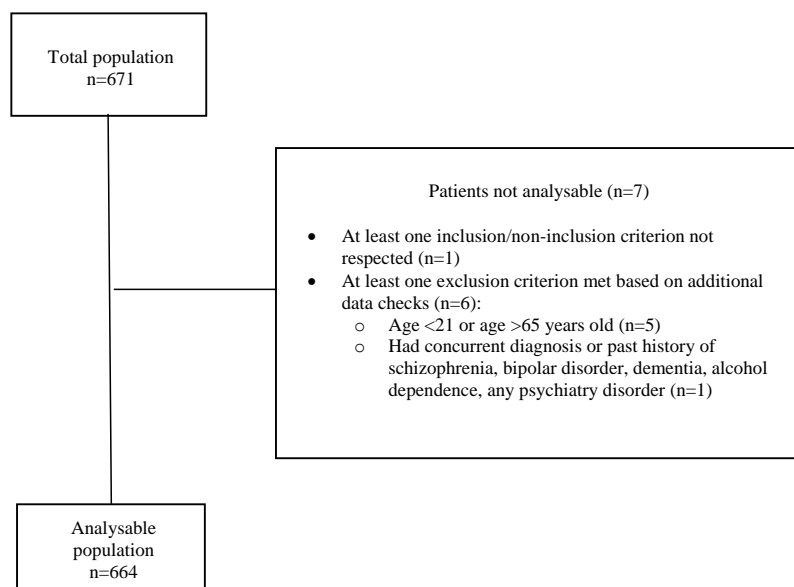 Total population
n=671
Patients not analysable (n=7)
• At least one inclusion/non-inclusion criterion not
respected (n=1)
• At least one exclusion criterion met based on additional
data checks (n=6):
o Age <21 or age >65 years old (n=5)
o Had concurrent diagnosis or past history of
schizophrenia, bipolar disorder, dementia, alcohol
dependence, any psychiatry disorder (n=1)
Analysable
population
n=664